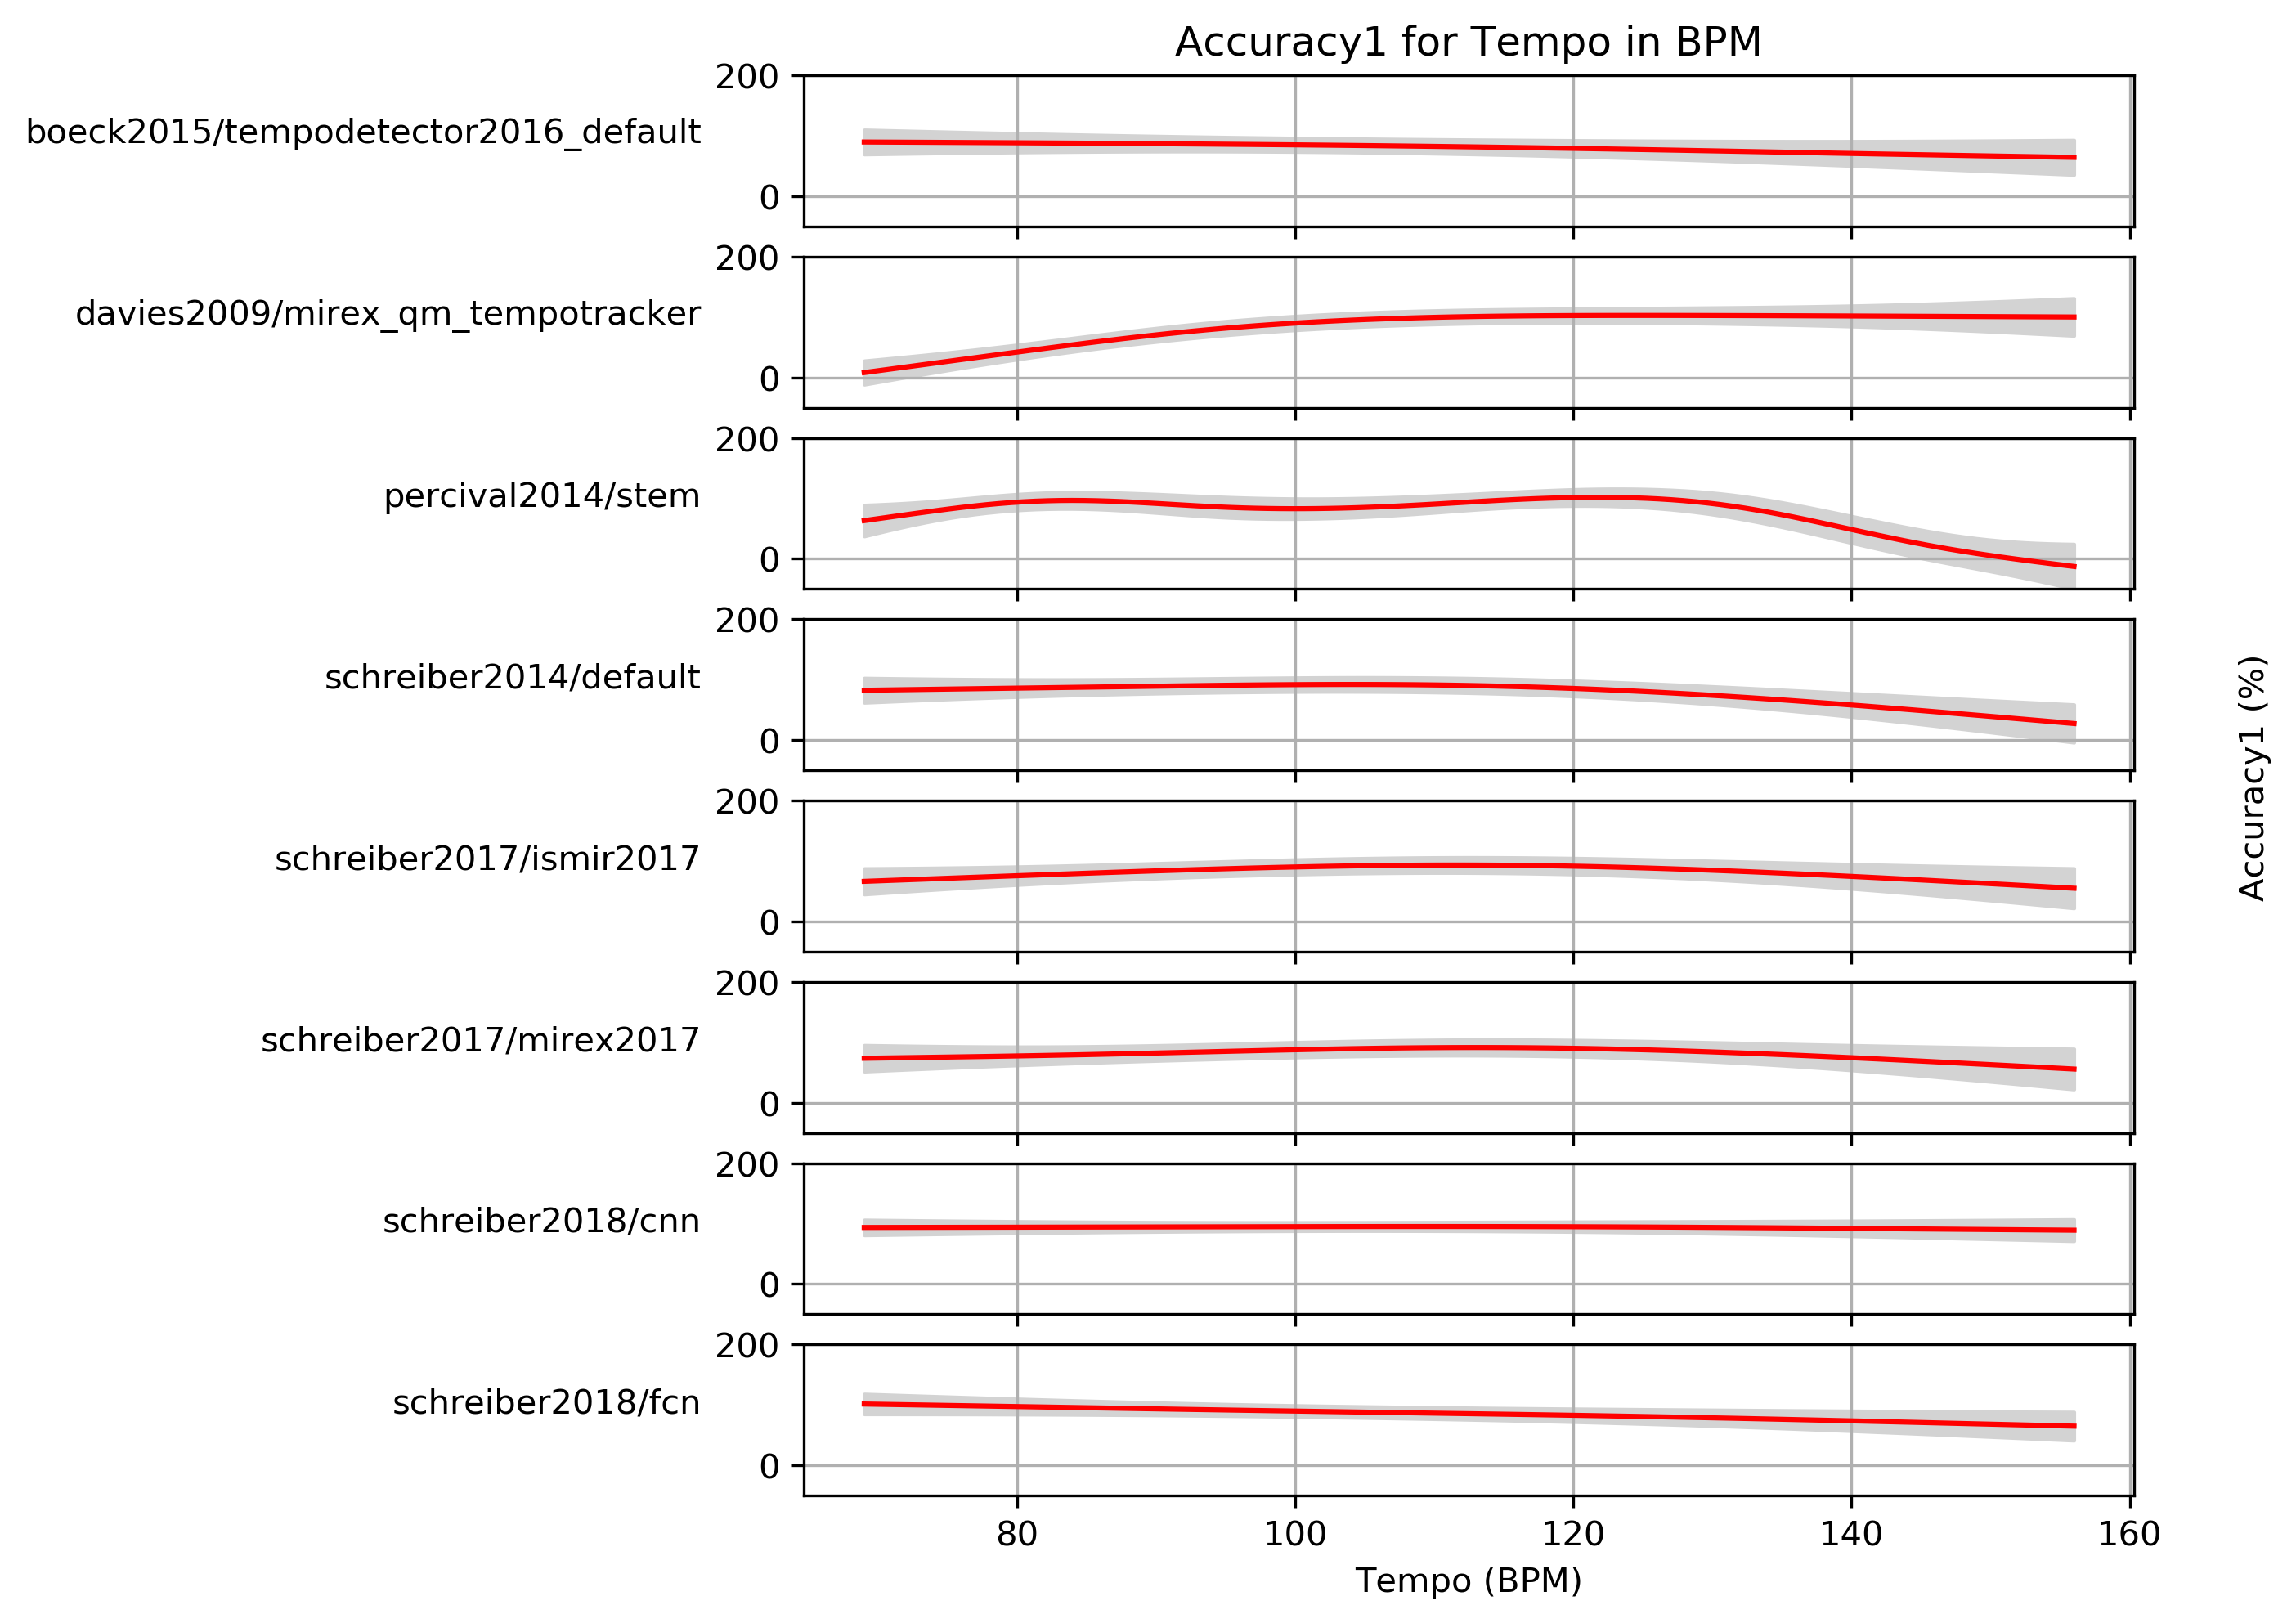 Accuracy1 for Tempo in BPM
200
boeck2015/tempodetector2016_default
0
200
davies2009/mirex_qm_tempotracker
0
200
percival2014/stem
0
200
schreiber2014/default
0
200
schreiber2017/ismir2017
0
200
schreiber2017/mirex2017
0
200
schreiber2018/cnn
0
200
schreiber2018/fcn
0
80 100 120 140 160
Tempo (BPM)
Accuracy1 (%)